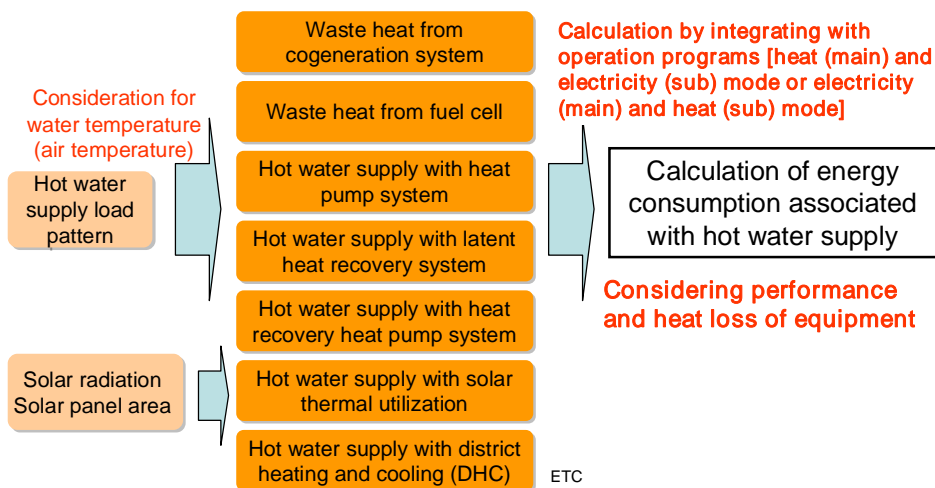 Consideration for
water temperature
(air temperature)
Hot water
supply load
pattern
Solar radiation
Solar panel area
Waste heat from
cogeneration system
Waste heat from fuel cell
Hot water supply with heat
pump system
Hot water supply with latent
heat recovery system
Hot water supply with heat
recovery heat pump system
Hot water supply with solar
thermal utilization
Hot water supply with district
heating and cooling (DHC)
ETC
Calculation by integrating with
operation programs [heat (main) and
electricity (sub) mode or electricity
(main) and heat (sub) mode]
Calculation of energy
consumption associated
with hot water supply
Considering performance
and heat loss of equipment